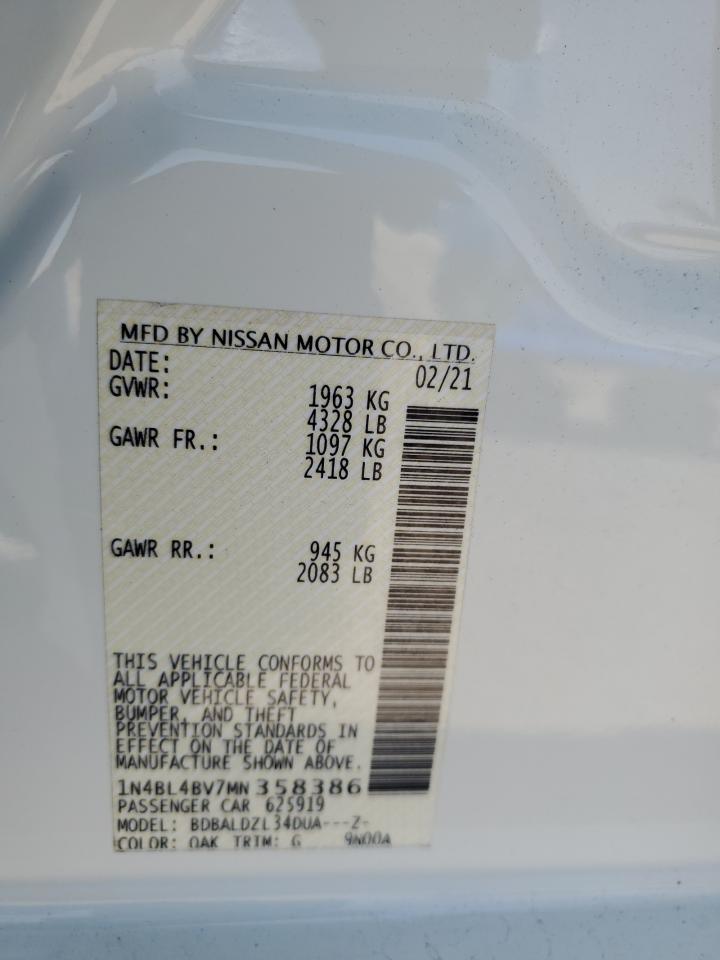 MFD BY NISSAN MOTOR CO., LTD.
DATE: 02/21
GVWR: 1963 KG
4328 LB
GAWR FR.: 1097 KG
2418 LB
GAWR RR.: 945 KG
2083 LB
THIS VEHICLE CONFORMS TO
ALL APPLICABLE FEDERAL
MOTOR VEHICLE SAFETY,
BUMPER, AND THEFT
PREVENTION STANDARDS IN
EFFECT ON THE DATE OF
MANUFACTURE SHOWN ABOVE.
1N4BL4BV7MN358386
PASSENGER CAR 625919
MODEL: BDBALDZL34DUA---Z-
COLOR: QAK TRIM: G 9N00A